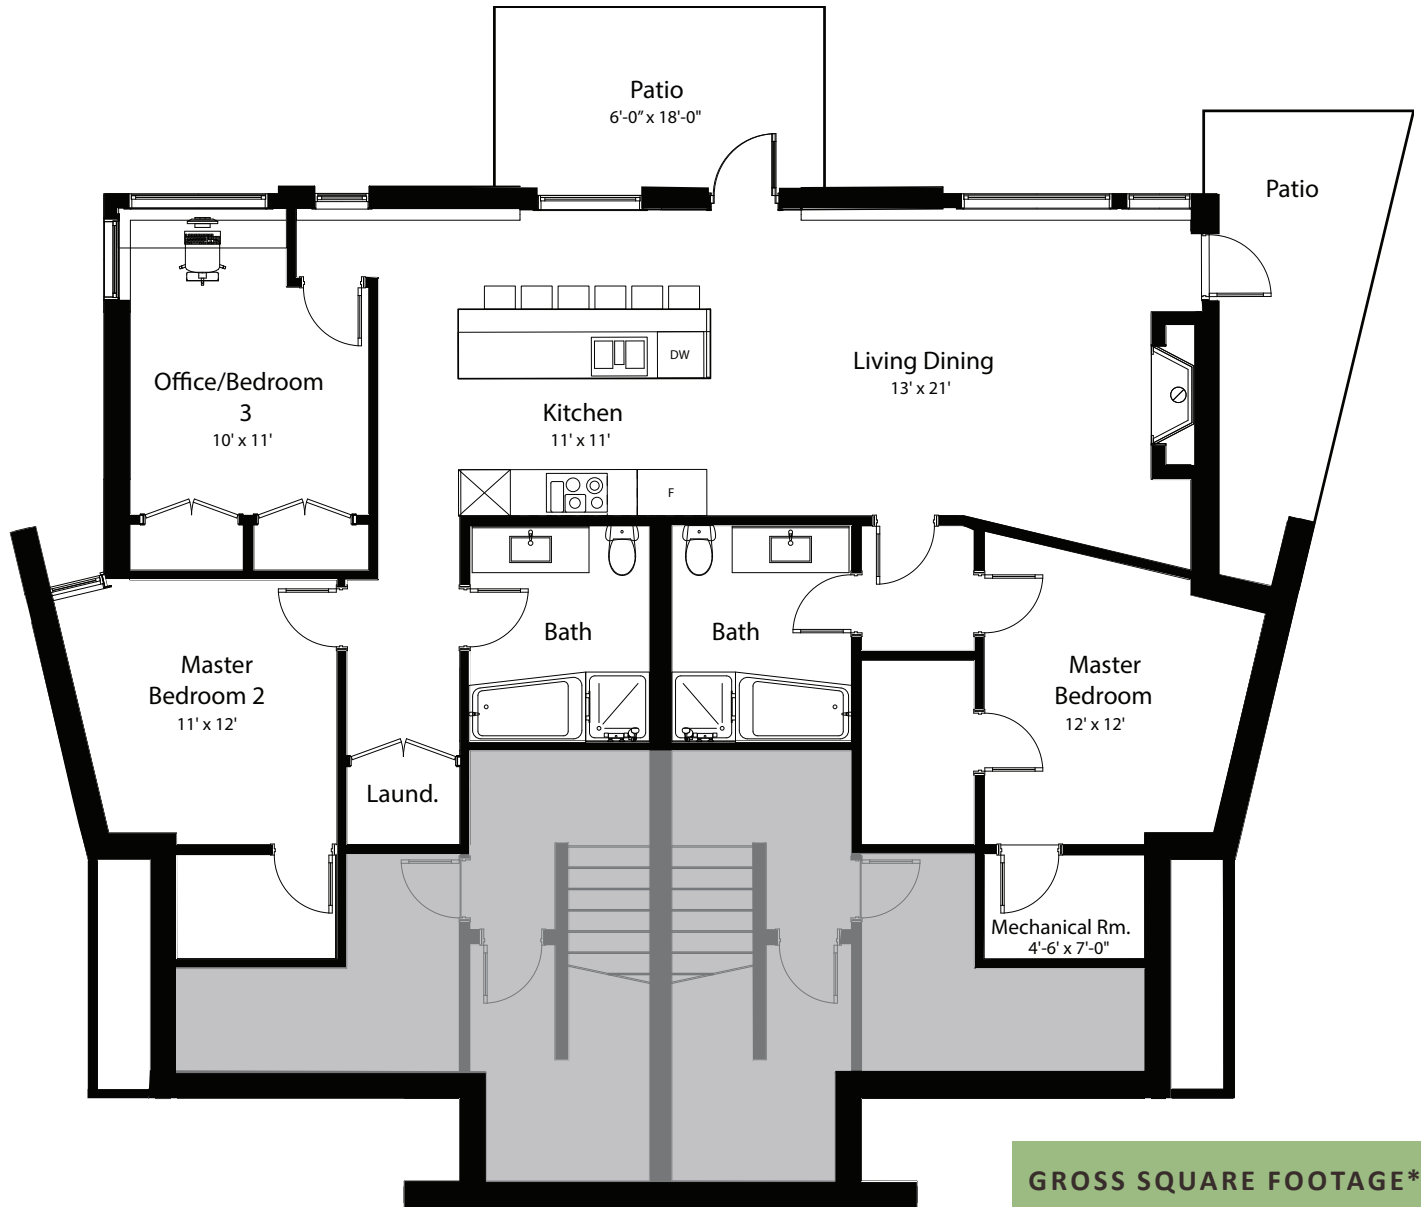 Patio
6'-0" x 18'-0"
Patio
Office/Bedroom
3
10' x 11'
DW
Living Dining
13' x 21'
Kitchen
11' x 11'
F
Bath
Bath
Master
Bedroom 2
11' x 12'
Master
Bedroom
12' x 12'
Laund.
Mechanical Rm.
4'-6' x 7'-0"
GROSS SQUARE FOOTAGE*